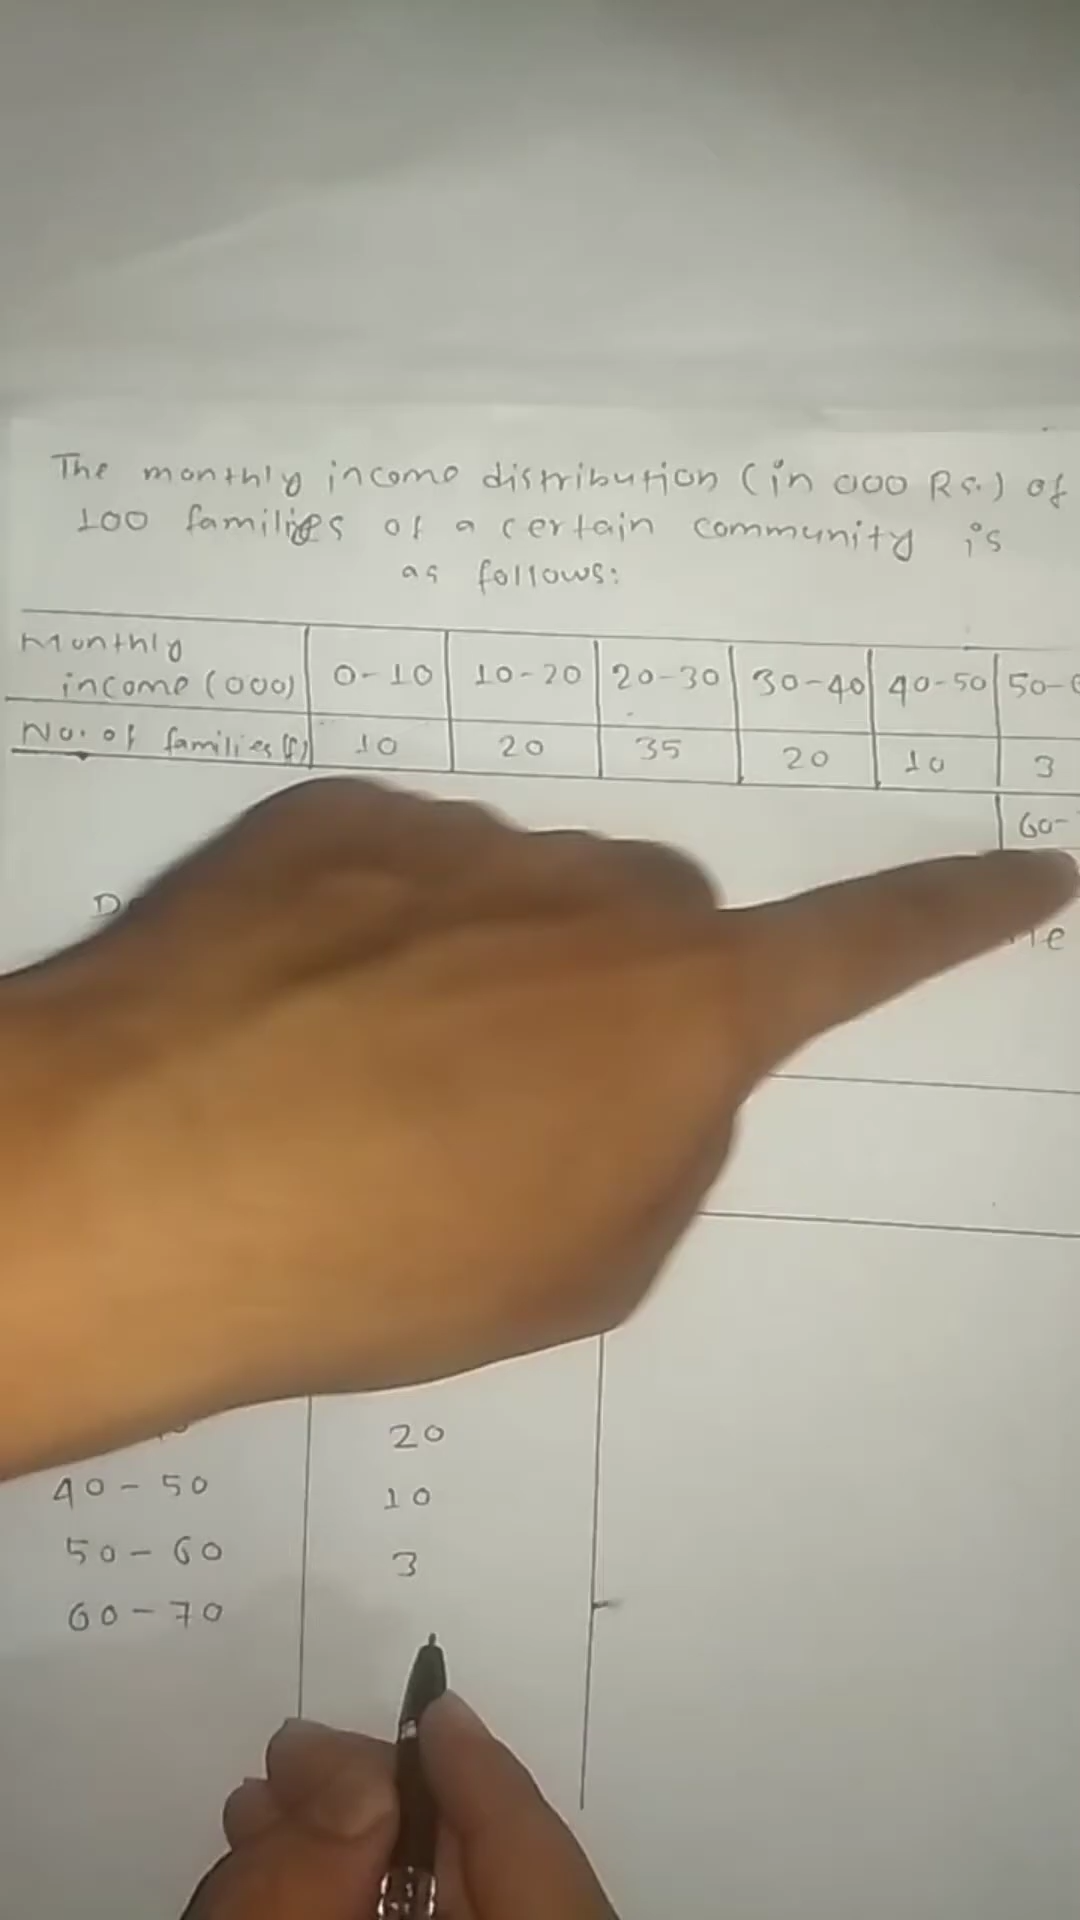 The monthly income distribution (in 000 Rs.) of
100 families of a certain community is
as follows:
Monthly
income (000) 0-10 10-20 20-30 30-40 40-50 50-6
No. of families (f) 10 20 35 20 10 3
60-
20
40-50 10
50-60 3
60-70